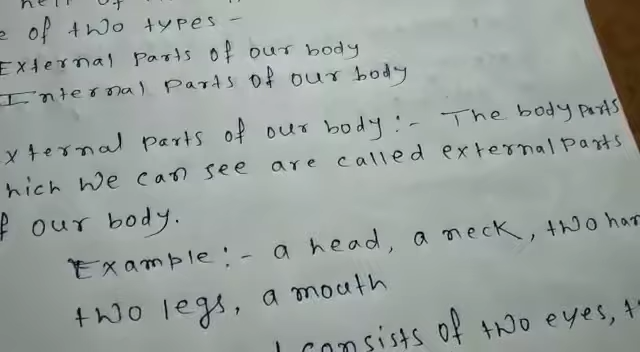 of two types -
External parts of our body
Internal parts of our body
xternal parts of our body :- The body parts
hich we can see are called external parts
our body.
Example :- a head, a neck, two han
two legs, a mouth
consists of two eyes, t